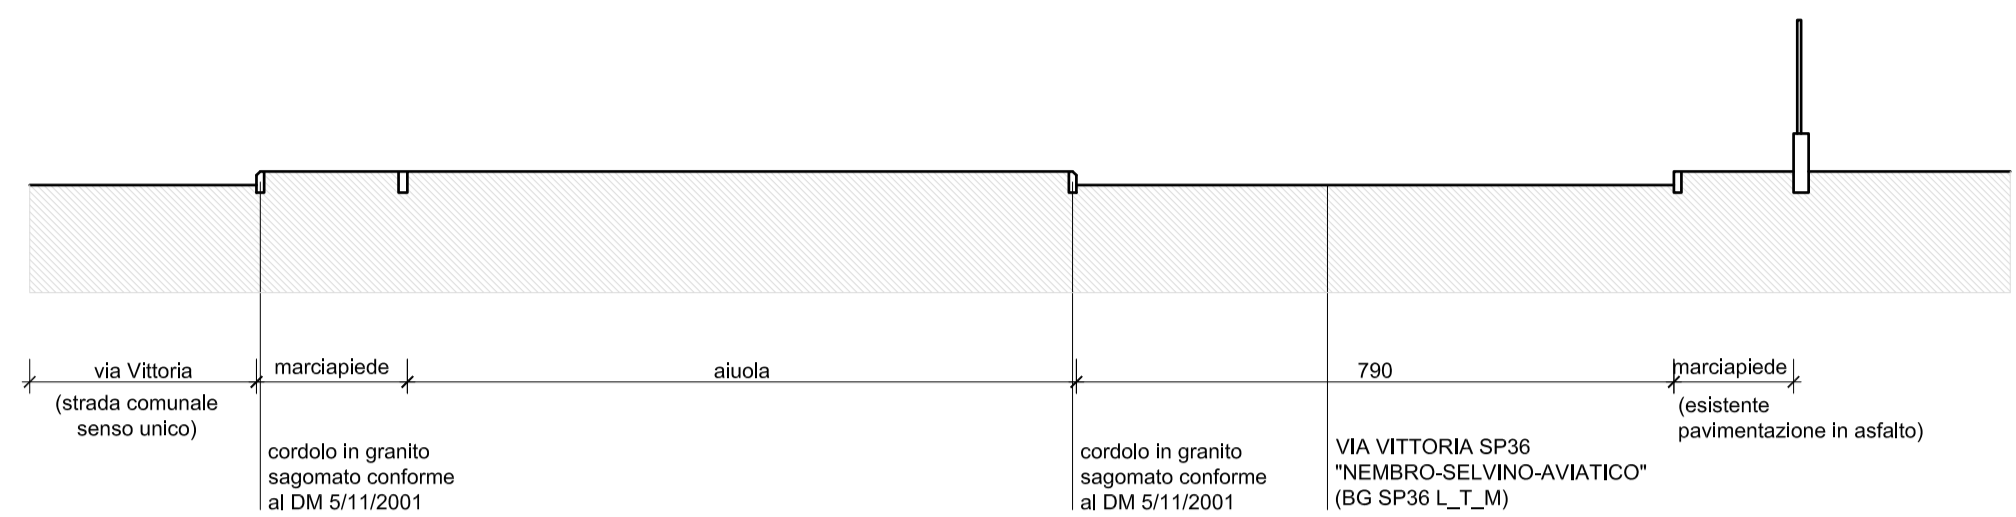 via Vittoria
(strada comunale
senso unico)
marciapiede
aiuola
790
marciapiede
(esistente
pavimentazione in asfalto)
cordolo in granito
sagomato conforme
al DM 5/11/2001
cordolo in granito
sagomato conforme
al DM 5/11/2001
VIA VITTORIA SP36
"NEMBRO-SELVINO-AVIATICO"
(BG SP36 L_T_M)